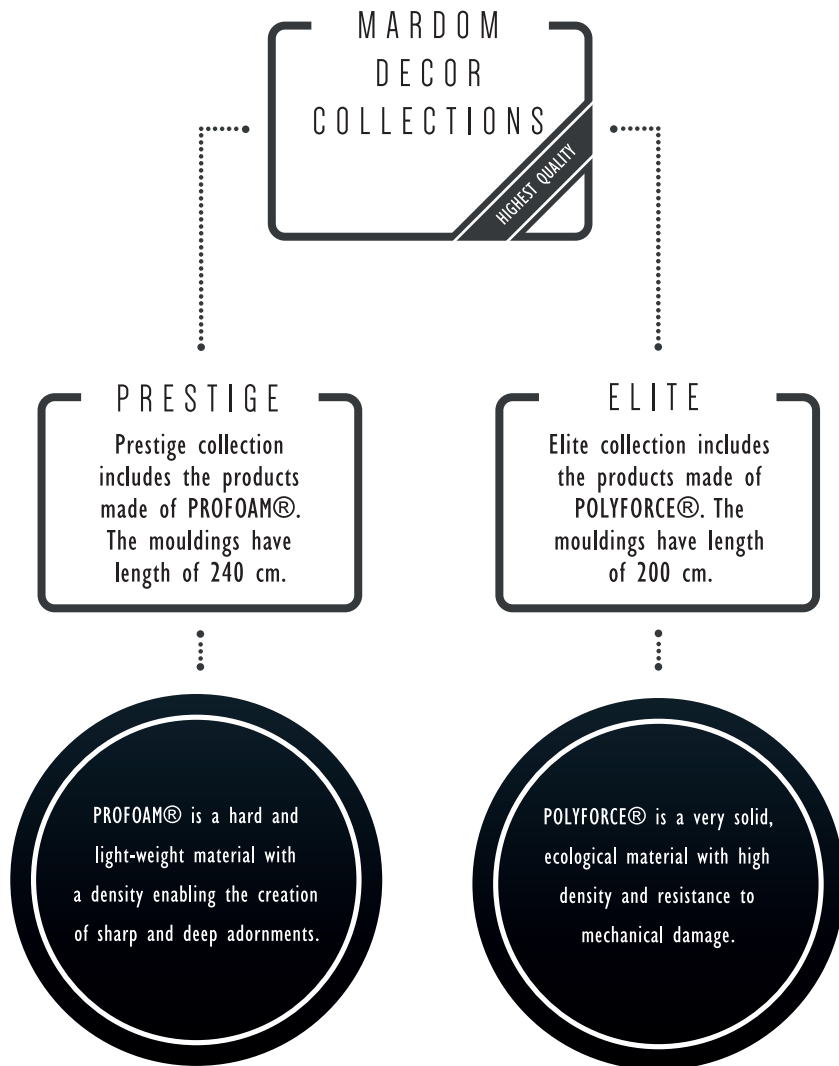 MARDOM
DECOR
COLLECTIONS
HIGHEST QUALITY
PRESTIGE
Prestige collection
includes the products
made of PROFOAM®.
The mouldings have
length of 240 cm.
ELITE
Elite collection includes
the products made of
POLYFORCE®. The
mouldings have length
of 200 cm.
PROFOAM® is a hard and
light-weight material with
a density enabling the creation
of sharp and deep adornments.
POLYFORCE® is a very solid,
ecological material with high
density and resistance to
mechanical damage.